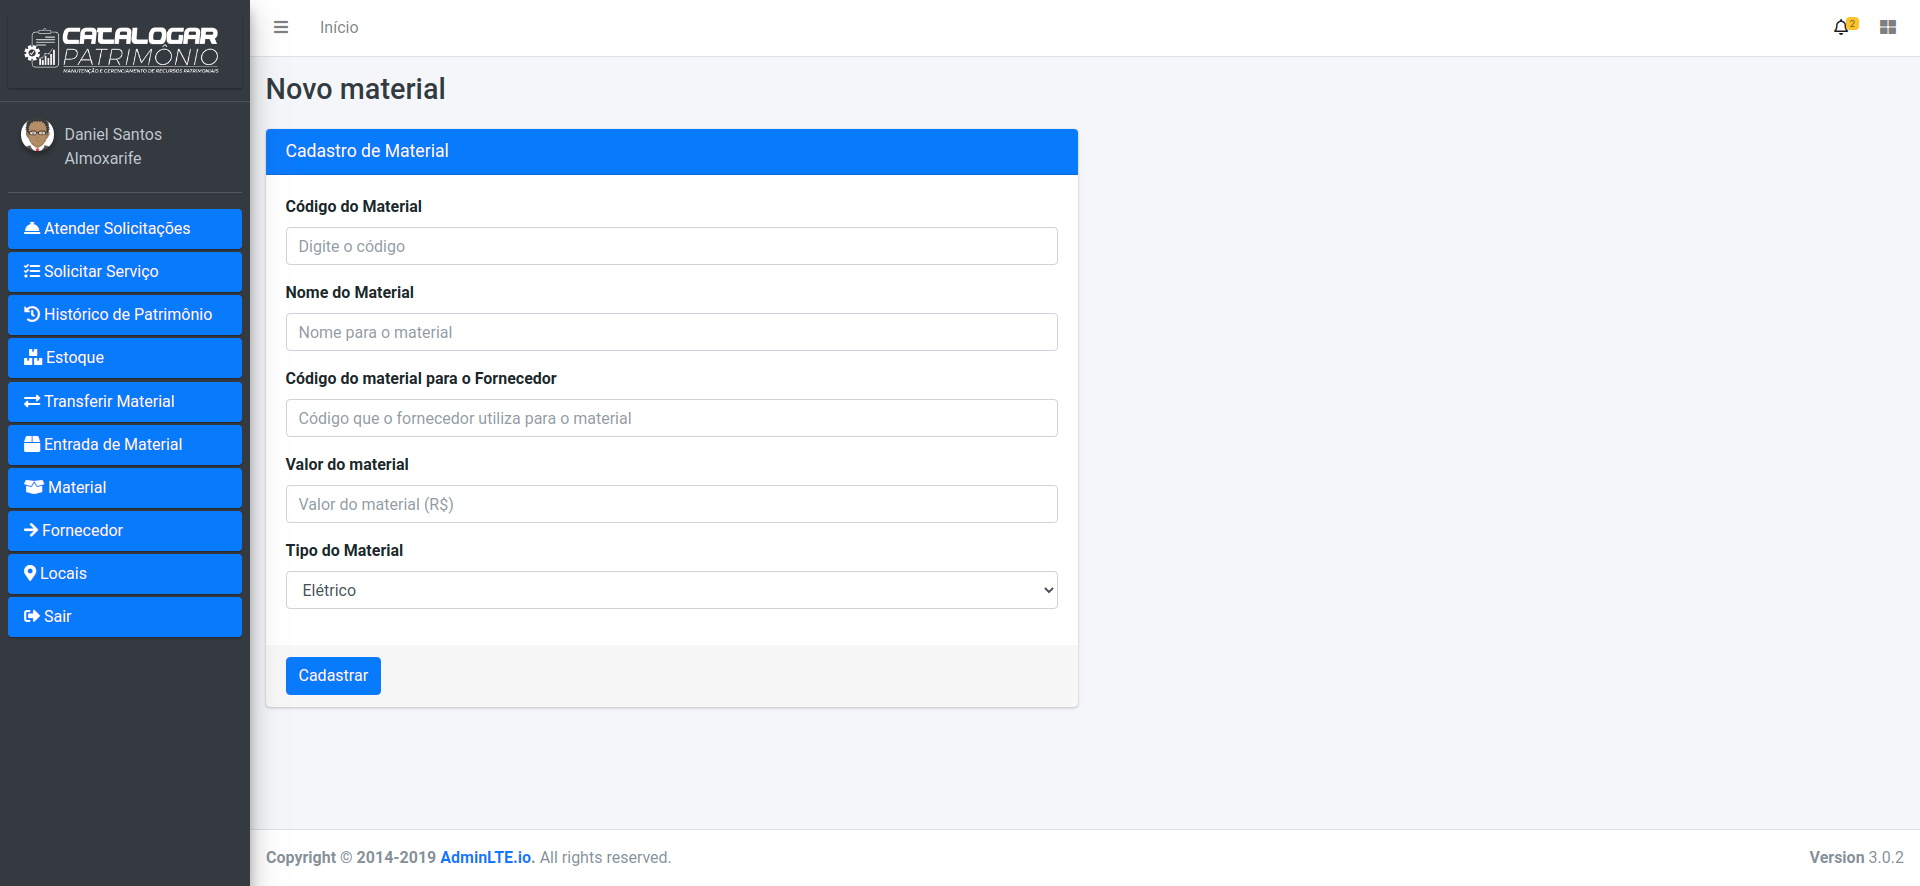 CATALOGAR
PATRIMÔNIO
MANUTENÇÃO E GERENCIAMENTO DE RECURSOS PATRIMONIAIS
Daniel Santos
Almoxarife
Atender Solicitações
Solicitar Serviço
Histórico de Patrimônio
Estoque
Transferir Material
Entrada de Material
Material
Fornecedor
Locais
Sair
Início
2
Novo material
Cadastro de Material
Código do Material
Digite o código
Nome do Material
Nome para o material
Código do material para o Fornecedor
Código que o fornecedor utiliza para o material
Valor do material
Valor do material (R$)
Tipo do Material
Elétrico
Cadastrar
Copyright © 2014-2019 AdminLTE.io. All rights reserved.
Version 3.0.2